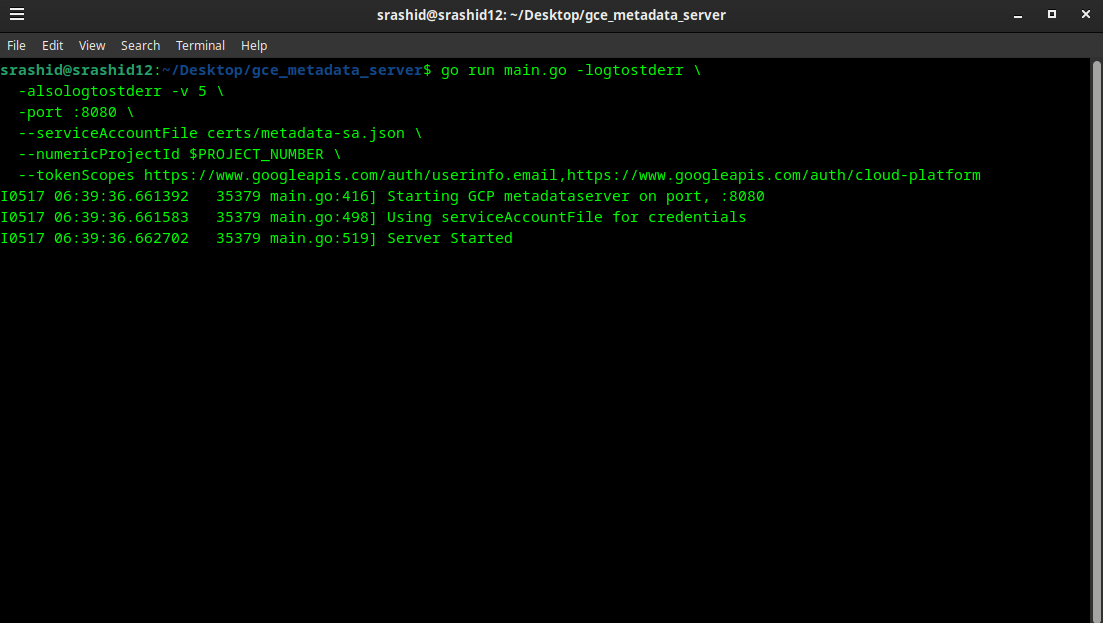 srashid@srashid12: ~/Desktop/gce_metadata_server
File Edit View Search Terminal Help
srashid@srashid12:~/Desktop/gce_metadata_server$ go run main.go -logtostderr \
  -alsologtostderr -v 5 \
  -port :8080 \
  --serviceAccountFile certs/metadata-sa.json \
  --numericProjectId $PROJECT_NUMBER \
  --tokenScopes https://www.googleapis.com/auth/userinfo.email,https://www.googleapis.com/auth/cloud-platform
I0517 06:39:36.661392   35379 main.go:416] Starting GCP metadataserver on port, :8080
I0517 06:39:36.661583   35379 main.go:498] Using serviceAccountFile for credentials
I0517 06:39:36.662702   35379 main.go:519] Server Started